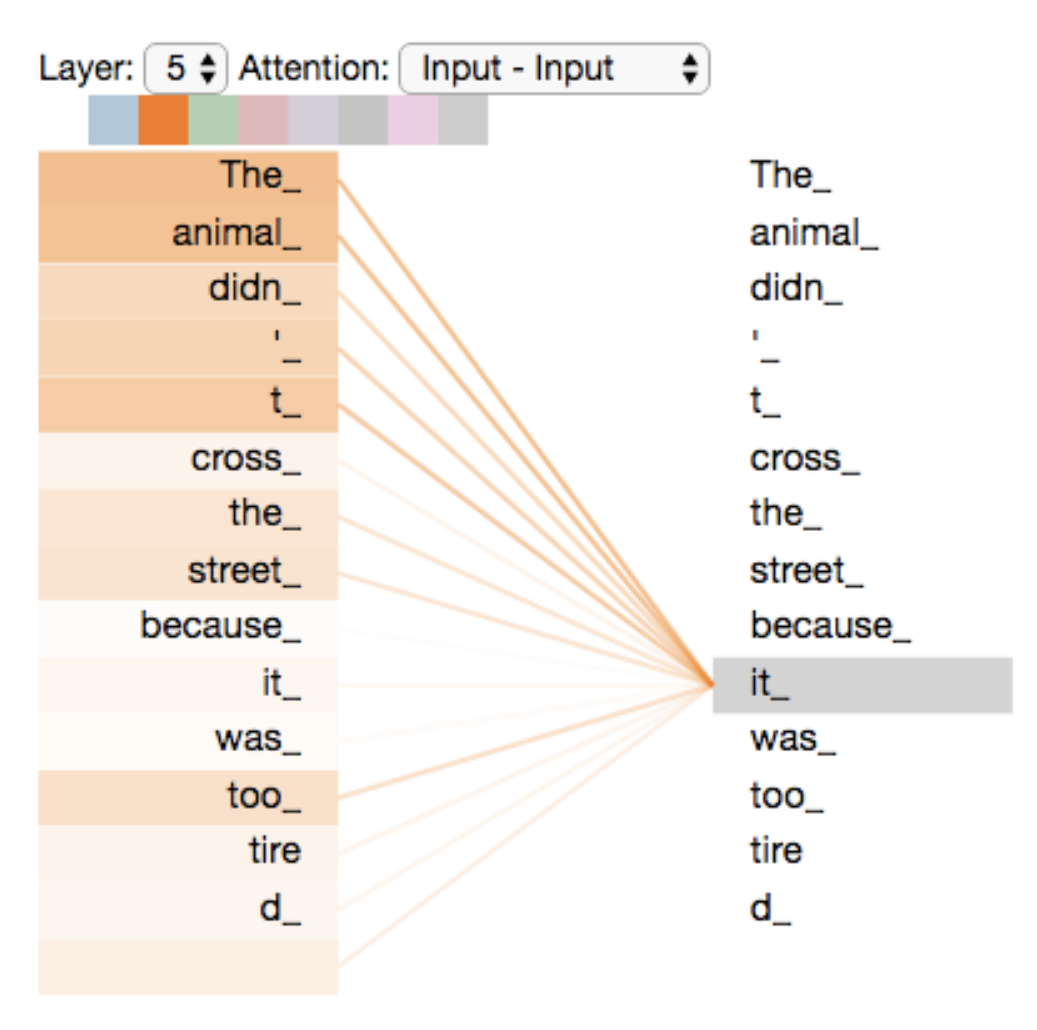 Layer: 5 Attention: Input - Input
The_ The_
animal_ animal_
didn_ didn_
'_ '_
t_ t_
cross_ cross_
the_ the_
street_ street_
because_ because_
it_ it_
was_ was_
too_ too_
tire tire
d_ d_